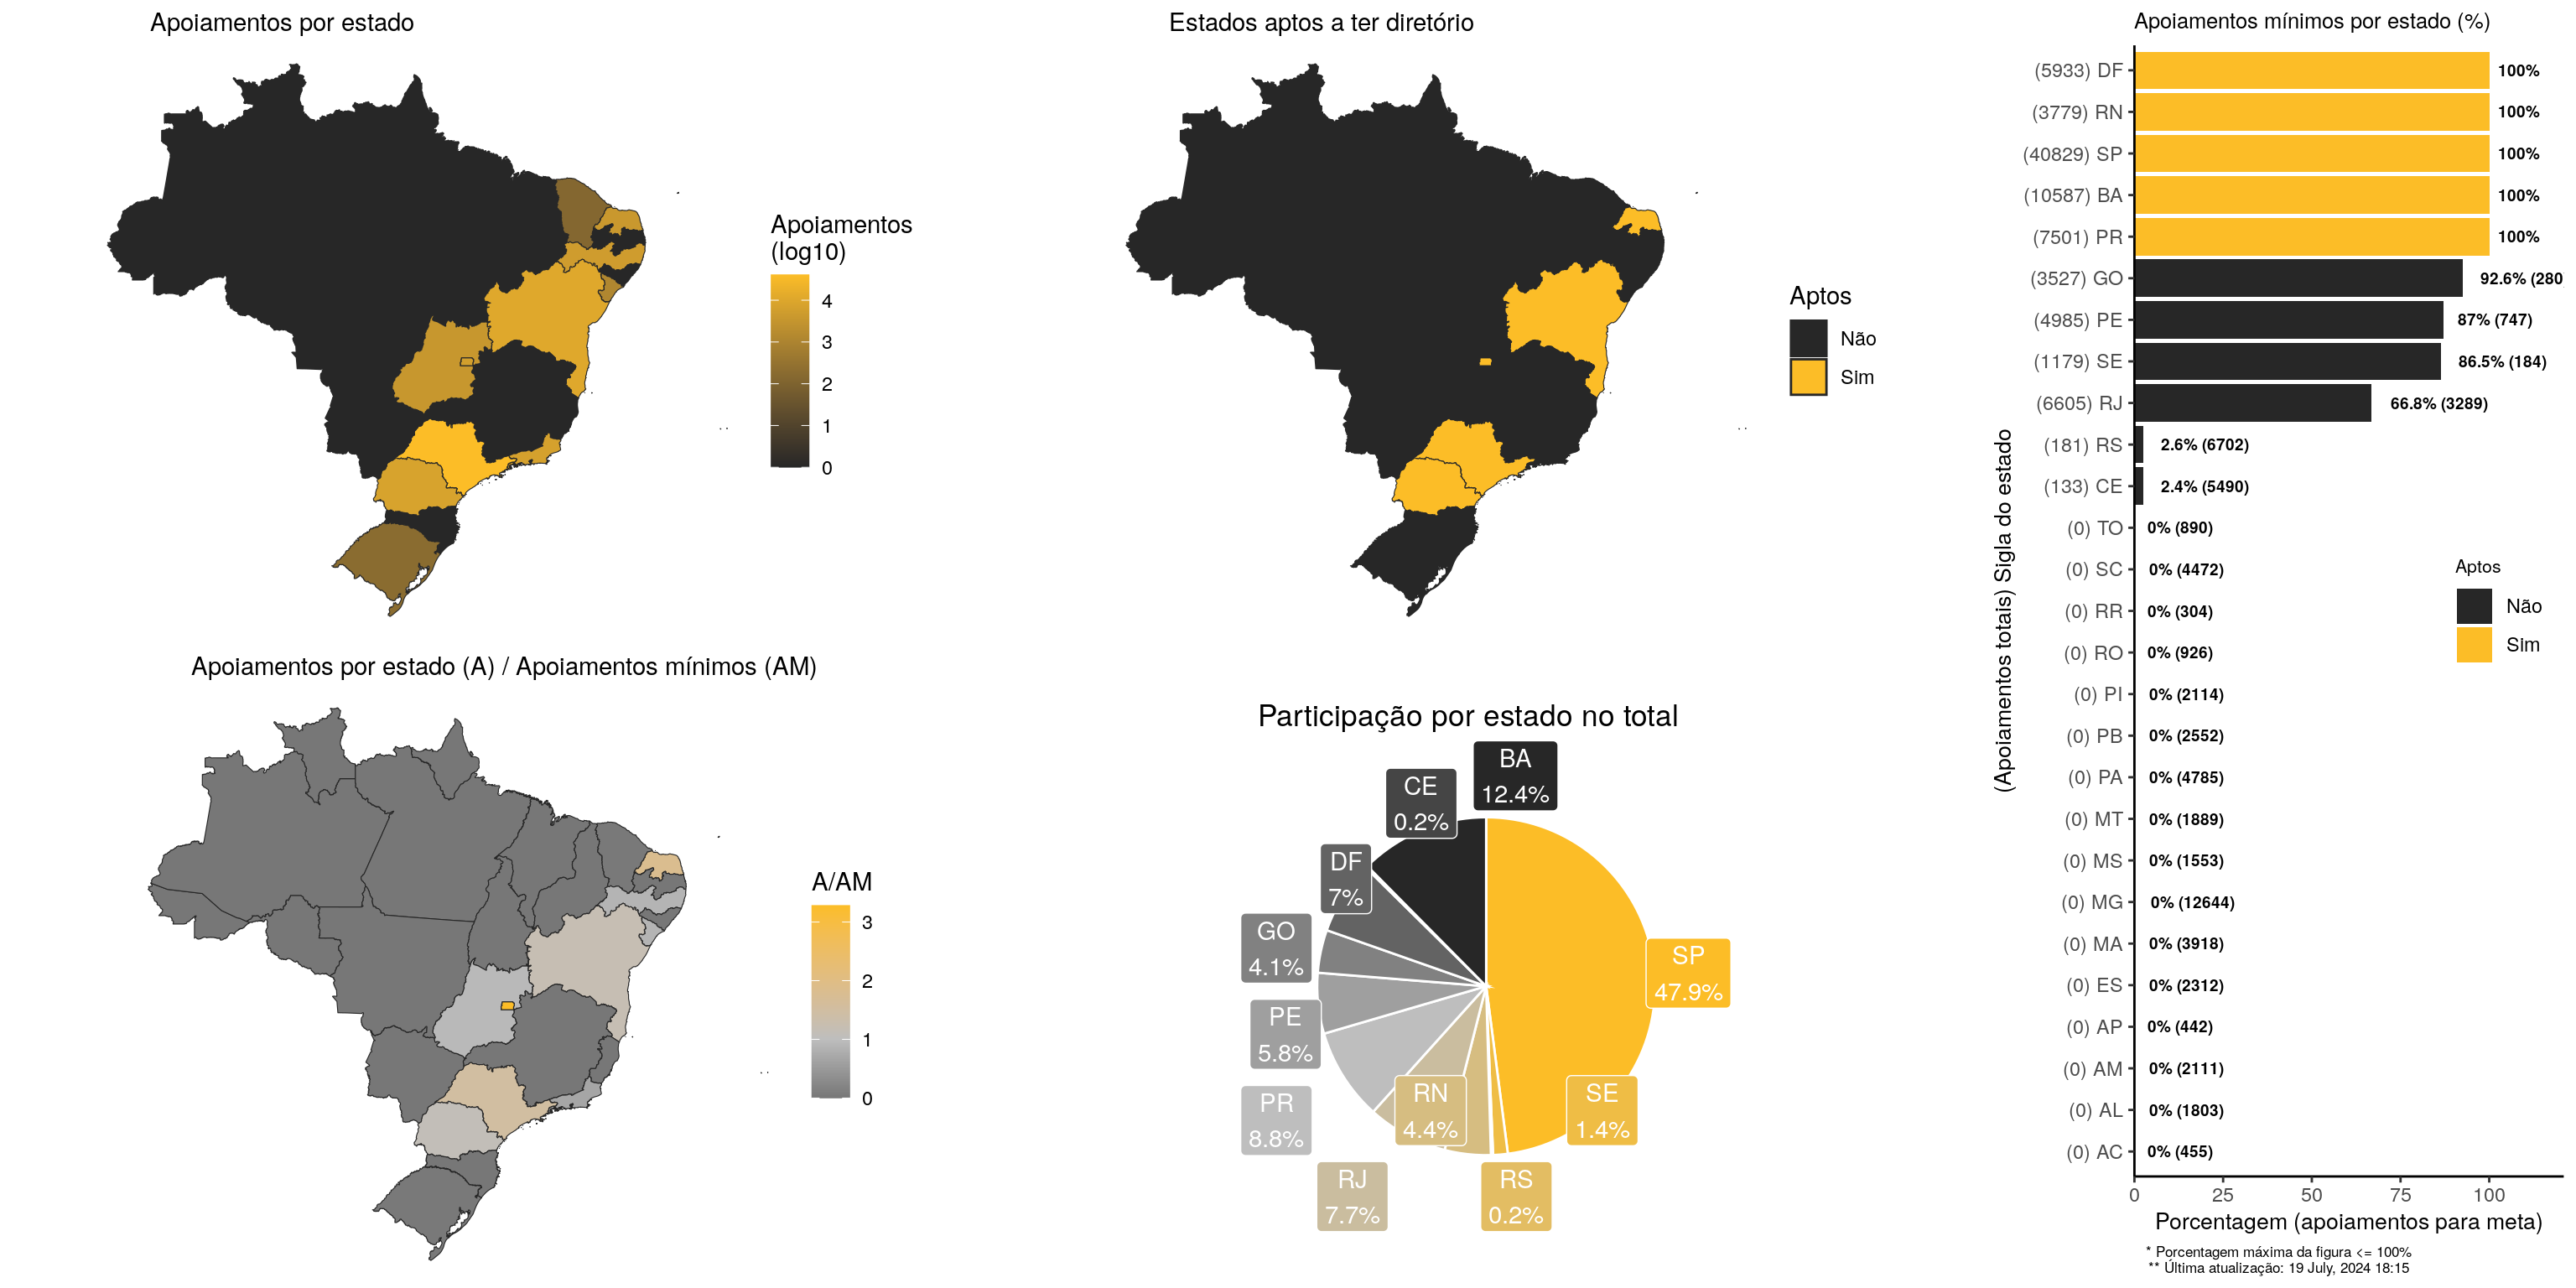 Apoiamentos por estado
Apoiamentos
(log10)
4
3
2
1
0
Estados aptos a ter diretório
Aptos
Não
Sim
Apoiamentos por estado (A) / Apoiamentos mínimos (AM)
A/AM
3
2
1
0
Participação por estado no total
BA
12.4%
CE
0.2%
DF
7%
GO
4.1%
PE
5.8%
PR
8.8%
RJ
7.7%
RN
4.4%
RS
0.2%
SE
1.4%
SP
47.9%
Apoiamentos mínimos por estado (%)
(Apoiamentos totais) Sigla do estado
(5933) DF 100%
(3779) RN 100%
(40829) SP 100%
(10587) BA 100%
(7501) PR 100%
(3527) GO 92.6% (280
(4985) PE 87% (747)
(1179) SE 86.5% (184)
(6605) RJ 66.8% (3289)
(181) RS 2.6% (6702)
(133) CE 2.4% (5490)
(0) TO 0% (890)
(0) SC 0% (4472)
(0) RR 0% (304)
(0) RO 0% (926)
(0) PI 0% (2114)
(0) PB 0% (2552)
(0) PA 0% (4785)
(0) MT 0% (1889)
(0) MS 0% (1553)
(0) MG 0% (12644)
(0) MA 0% (3918)
(0) ES 0% (2312)
(0) AP 0% (442)
(0) AM 0% (2111)
(0) AL 0% (1803)
(0) AC 0% (455)
Aptos
Não
Sim
0 25 50 75 100
Porcentagem (apoiamentos para meta)
* Porcentagem máxima da figura <= 100%
** Última atualização: 19 July, 2024 18:15